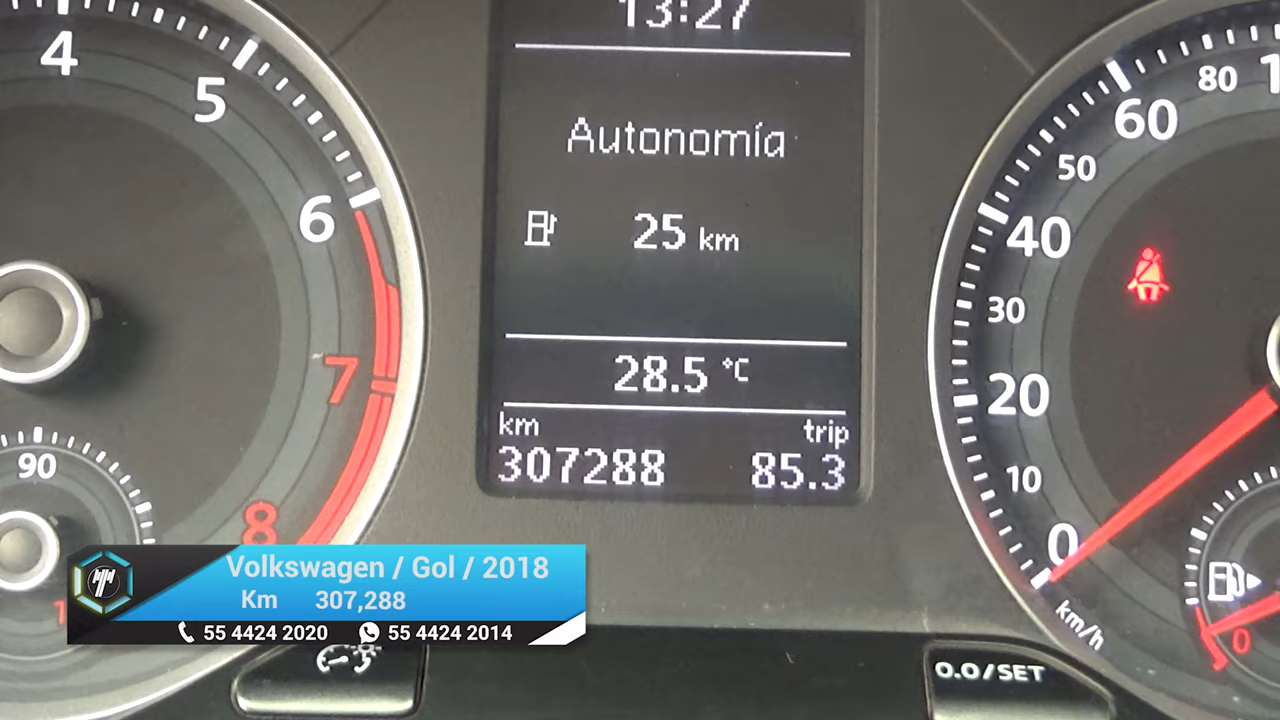 4
5
6
7
8
90
1
13:27
Autonomía
25 km
28.5 °C
km trip
307288 85.3
80
60
50
40
30
20
10
0
km/h
0
0.0/SET
Volkswagen / Gol / 2018
Km 307,288
55 4424 2020 55 4424 2014